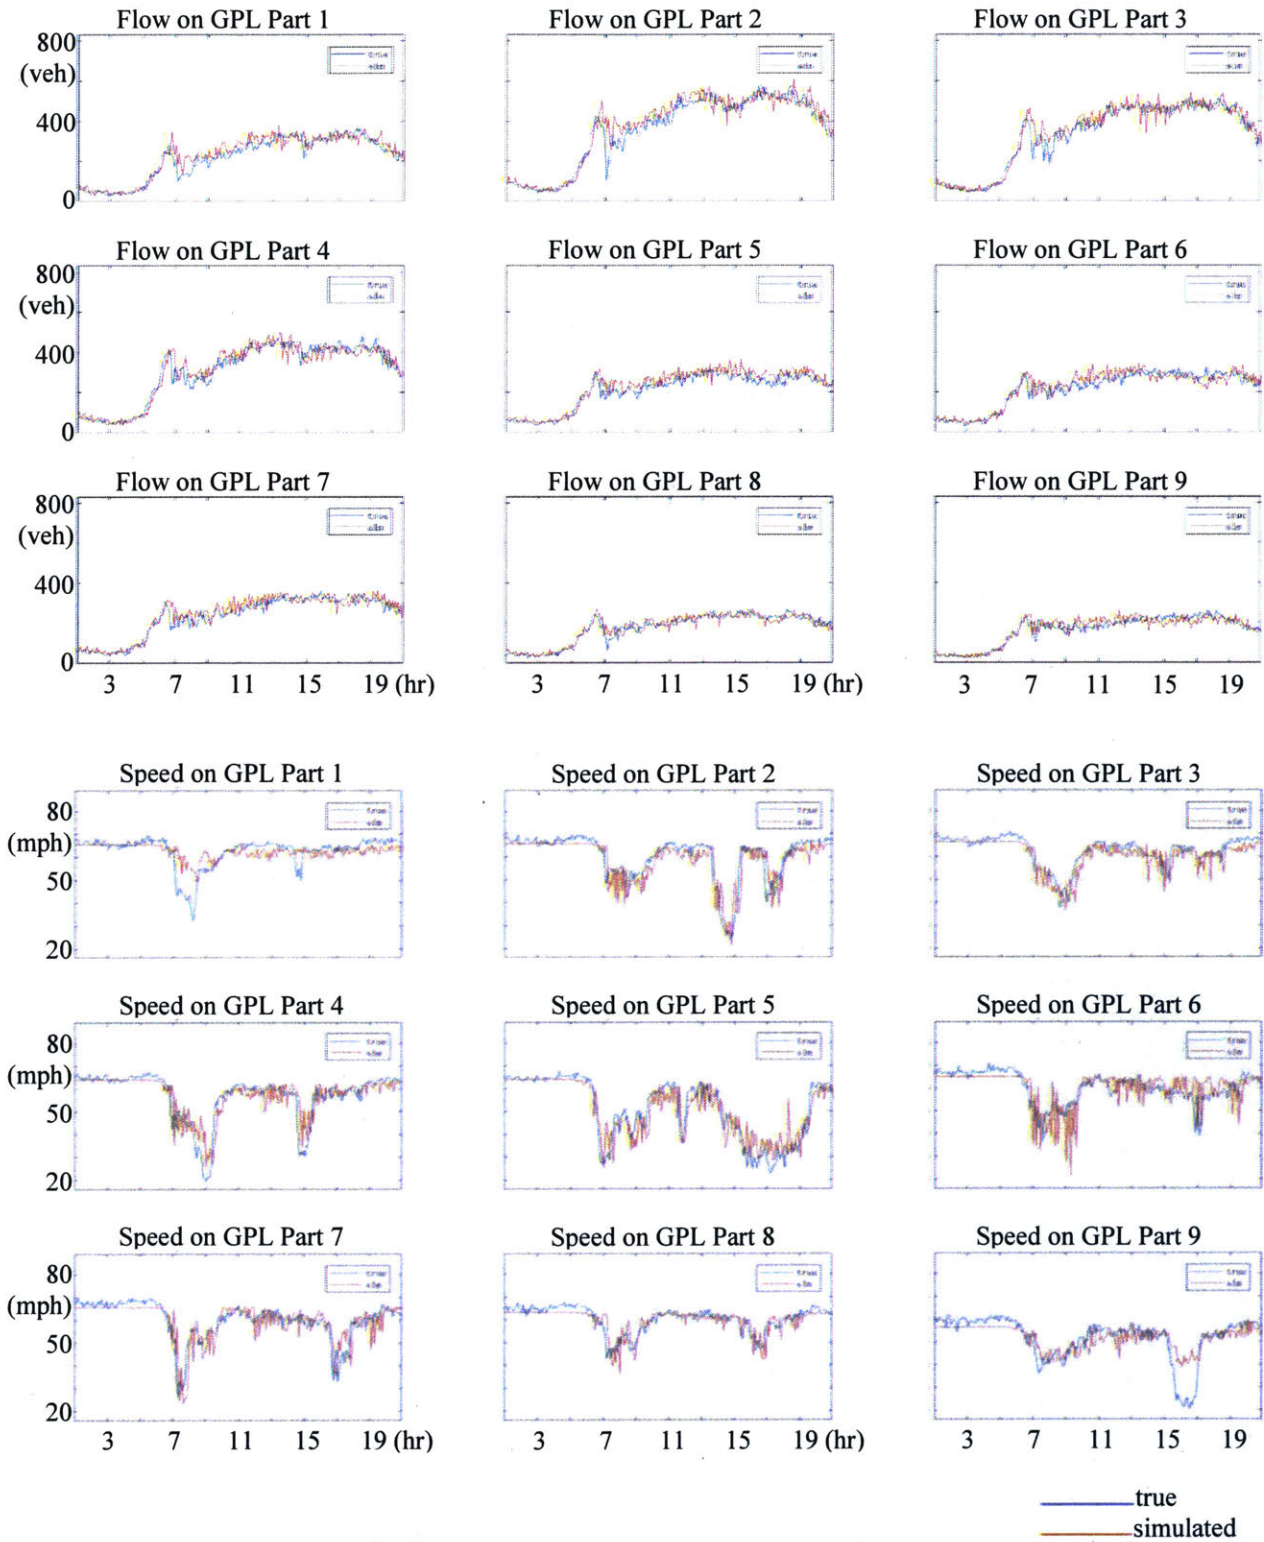 Flow on GPL Part 1 Flow on GPL Part 2 Flow on GPL Part 3
800
(veh)
400
0
Flow on GPL Part 4 Flow on GPL Part 5 Flow on GPL Part 6
800
(veh)
400
0
Flow on GPL Part 7 Flow on GPL Part 8 Flow on GPL Part 9
800
(veh)
400
0
3 7 11 15 19 (hr) 3 7 11 15 19 (hr) 3 7 11 15 19
Speed on GPL Part 1 Speed on GPL Part 2 Speed on GPL Part 3
80
(mph)
50
20
Speed on GPL Part 4 Speed on GPL Part 5 Speed on GPL Part 6
80
(mph)
50
20
Speed on GPL Part 7 Speed on GPL Part 8 Speed on GPL Part 9
80
(mph)
50
20
3 7 11 15 19 (hr) 3 7 11 15 19 (hr) 3 7 11 15 19
true
simulated